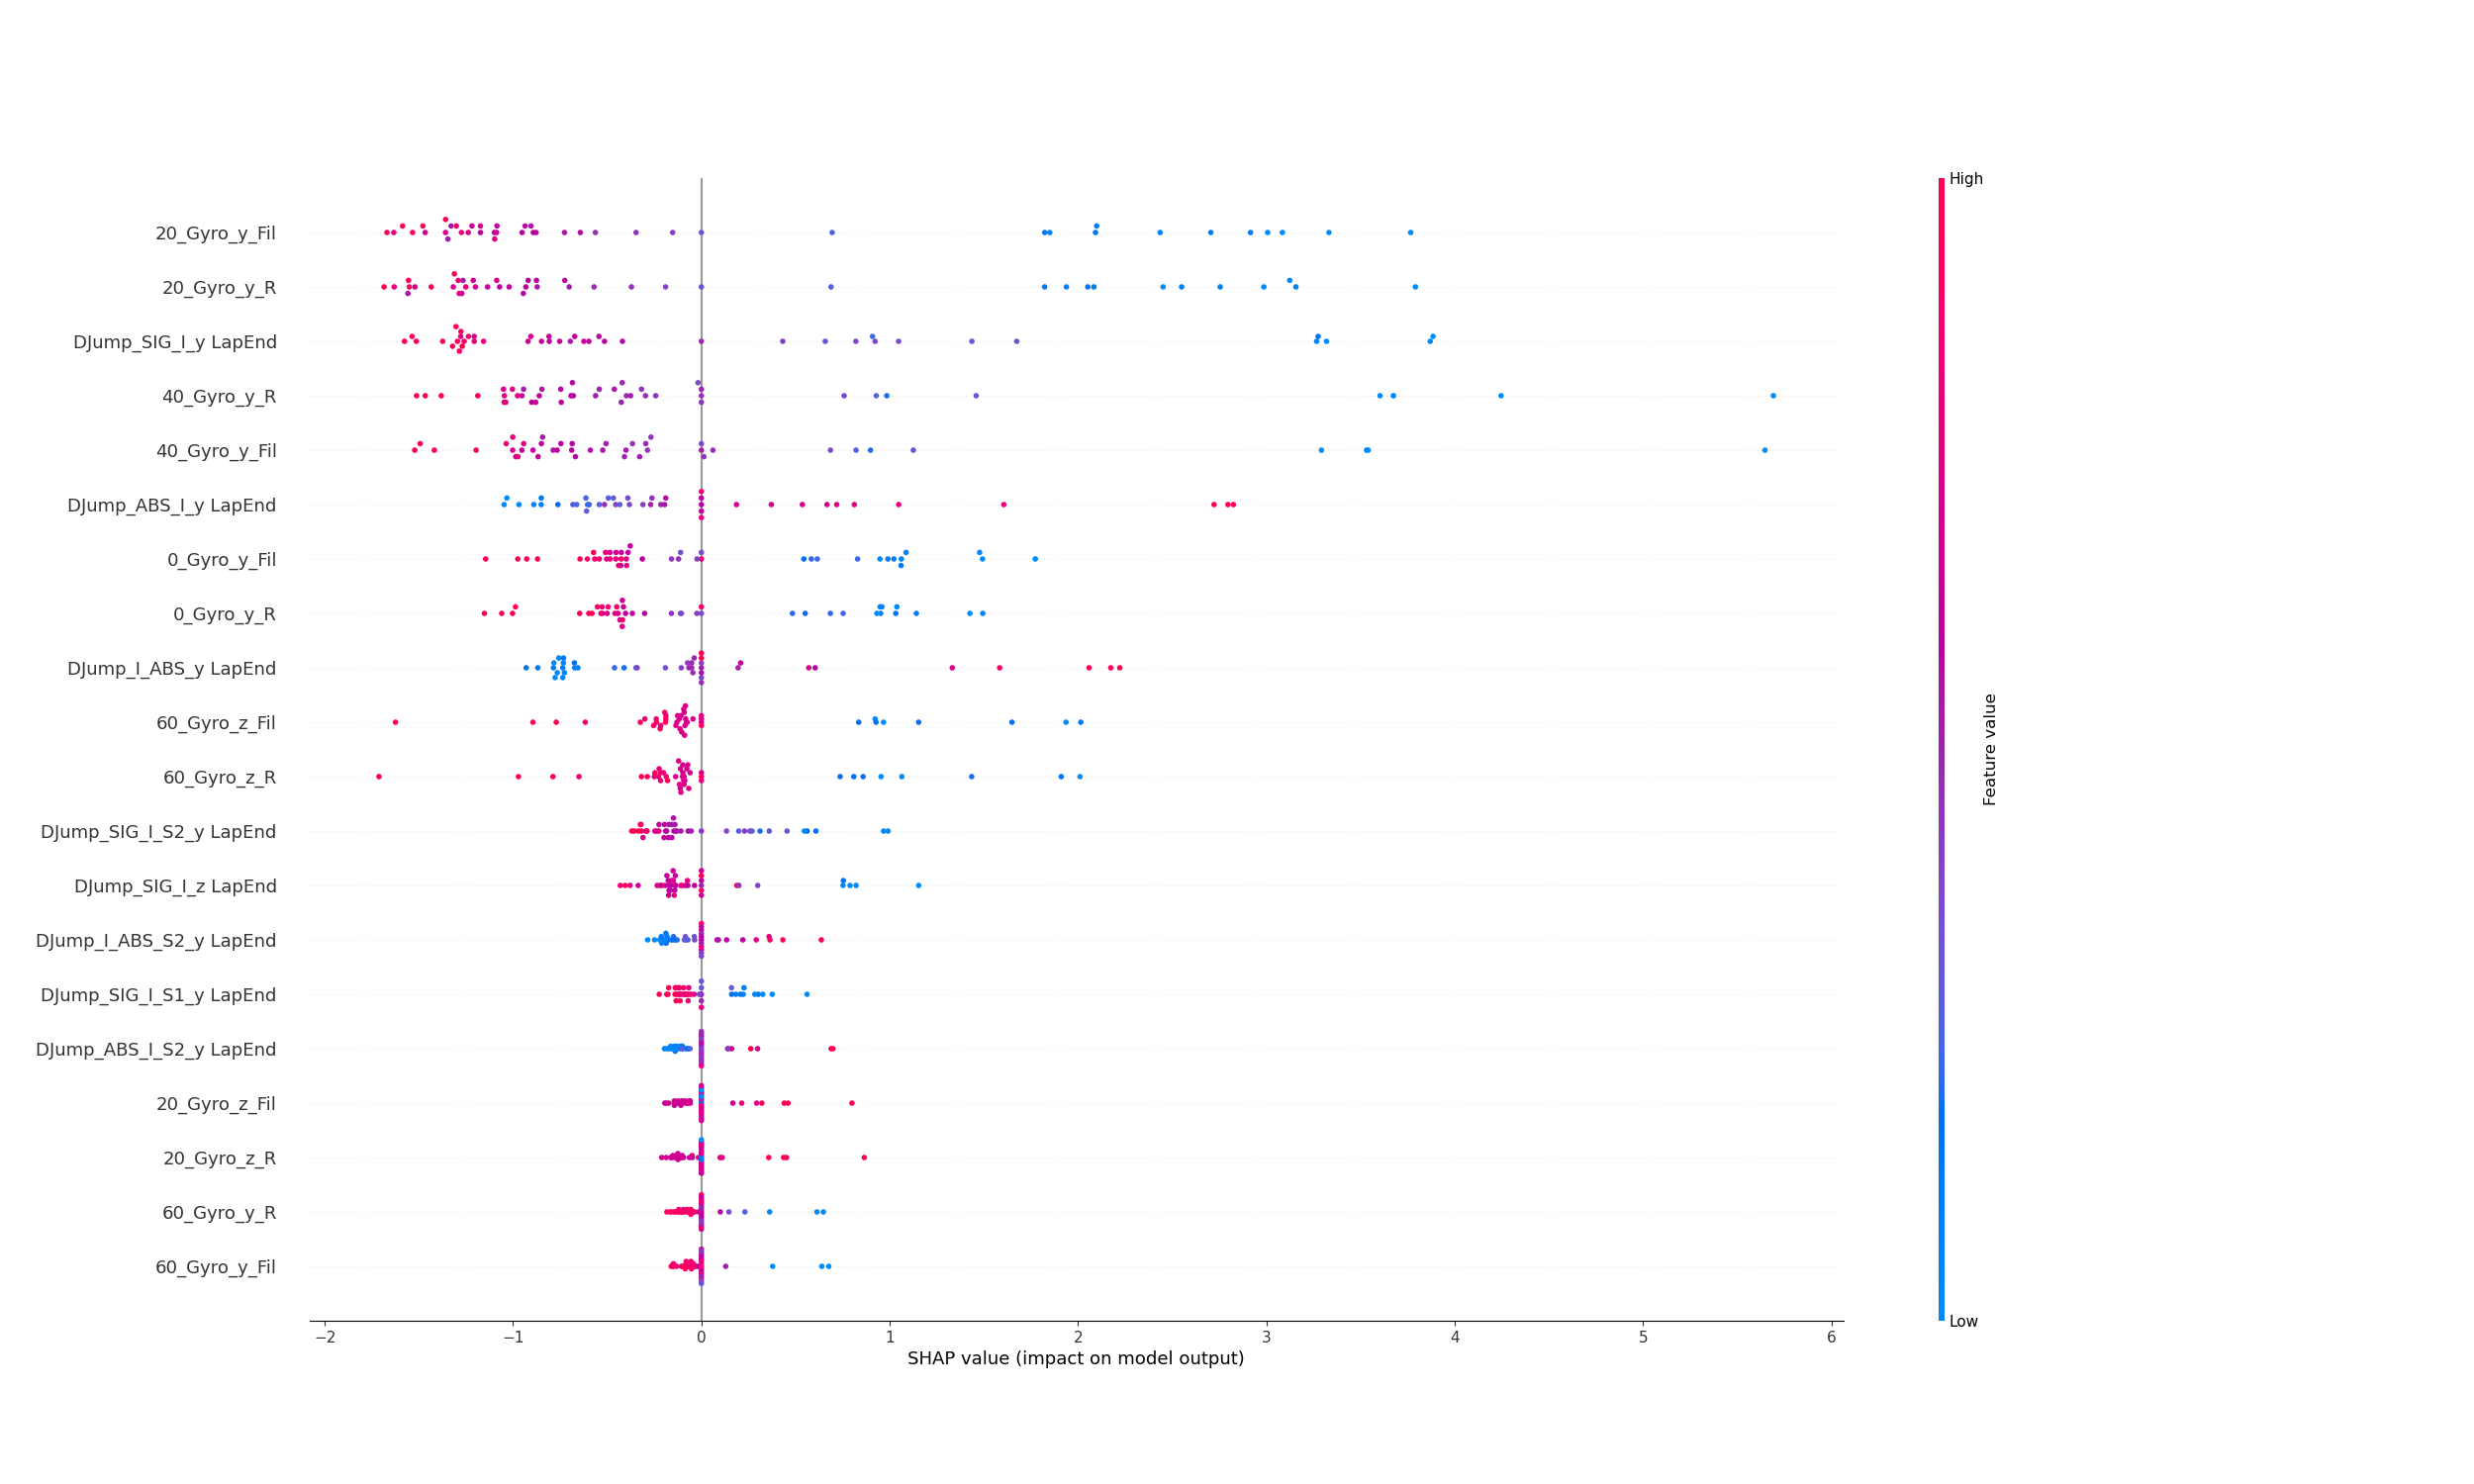 High
20_Gyro_y_Fil
20_Gyro_y_R
DJump_SIG_I_y LapEnd
40_Gyro_y_R
40_Gyro_y_Fil
DJump_ABS_I_y LapEnd
0_Gyro_y_Fil
0_Gyro_y_R
DJump_I_ABS_y LapEnd
60_Gyro_z_Fil
60_Gyro_z_R
DJump_SIG_I_S2_y LapEnd
DJump_SIG_I_z LapEnd
DJump_I_ABS_S2_y LapEnd
DJump_SIG_I_S1_y LapEnd
DJump_ABS_I_S2_y LapEnd
20_Gyro_z_Fil
20_Gyro_z_R
60_Gyro_y_R
60_Gyro_y_Fil
Feature value
Low
−2 −1 0 1 2 3 4 5 6
SHAP value (impact on model output)